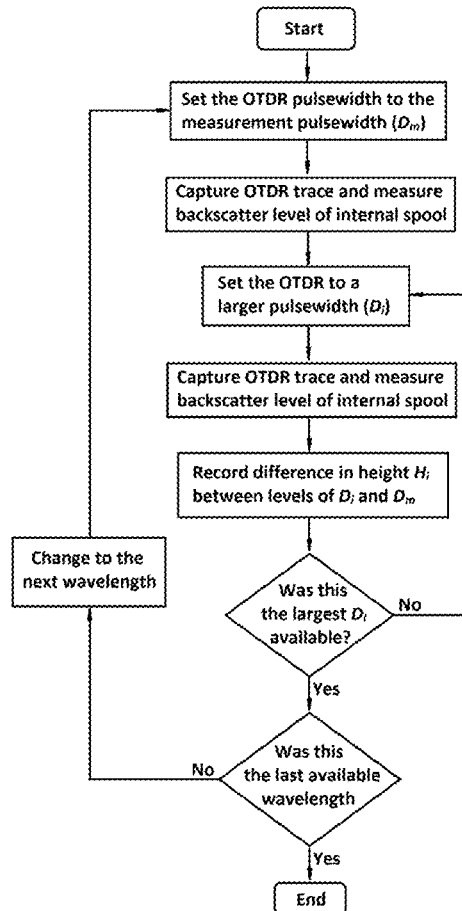 Start
Set the OTDR pulsewidth to the
measurement pulsewidth (Dm)
Capture OTDR trace and measure
backscatter level of internal spool
Set the OTDR to a
larger pulsewidth (Di)
Capture OTDR trace and measure
backscatter level of internal spool
Record difference in height Hi
between levels of Di and Dm
Change to the
next wavelength
Was this
the largest Di
available?
No
Yes
Was this
the last available
wavelength
No
Yes
End